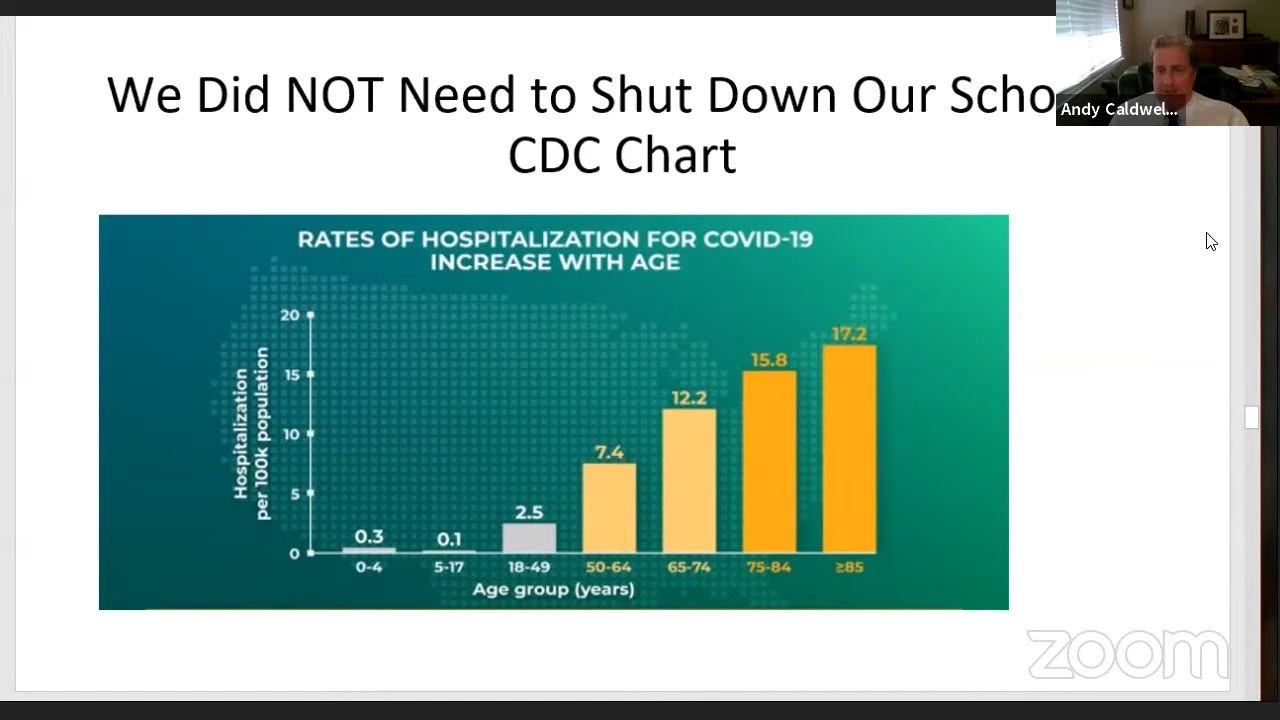 We Did NOT Need to Shut Down Our Scho
CDC Chart
Andy Caldwel...
RATES OF HOSPITALIZATION FOR COVID-19
INCREASE WITH AGE
Hospitalization
per 100k population
20
15
10
5
0
0.3
0.1
2.5
7.4
12.2
15.8
17.2
0-4
5-17
18-49
50-64
65-74
75-84
≥85
Age group (years)
zoom